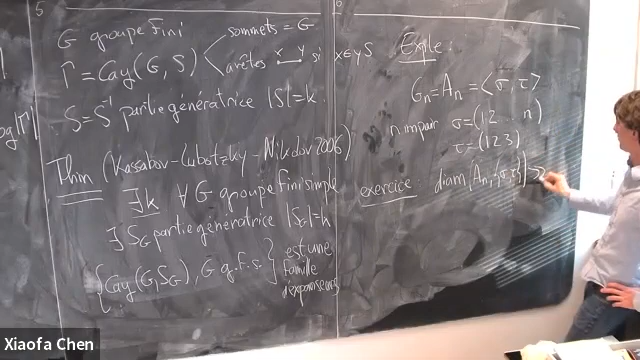 5
G groupe fini
Γ = Cay(G, S) < sommets = G
arêtes x y si x∈yS
S = S⁻¹ partie génératrice |S| = k
log|Γ|
Thm (Kassabov-Lubotzky-Nikolov 2006)
∃k ∀ G groupe fini simple
∃ S_G partie génératrice |S_G| = k
{Cay(G, S_G), G g.f.s.} est une famille d'expanseurs
6
Exple :
G_n = A_n = <σ, τ>
n impair σ = (1 2 n)
τ = (1 2 3)
exercice diam(A_n, {σ, τ}) ≥
Xiaofa Chen